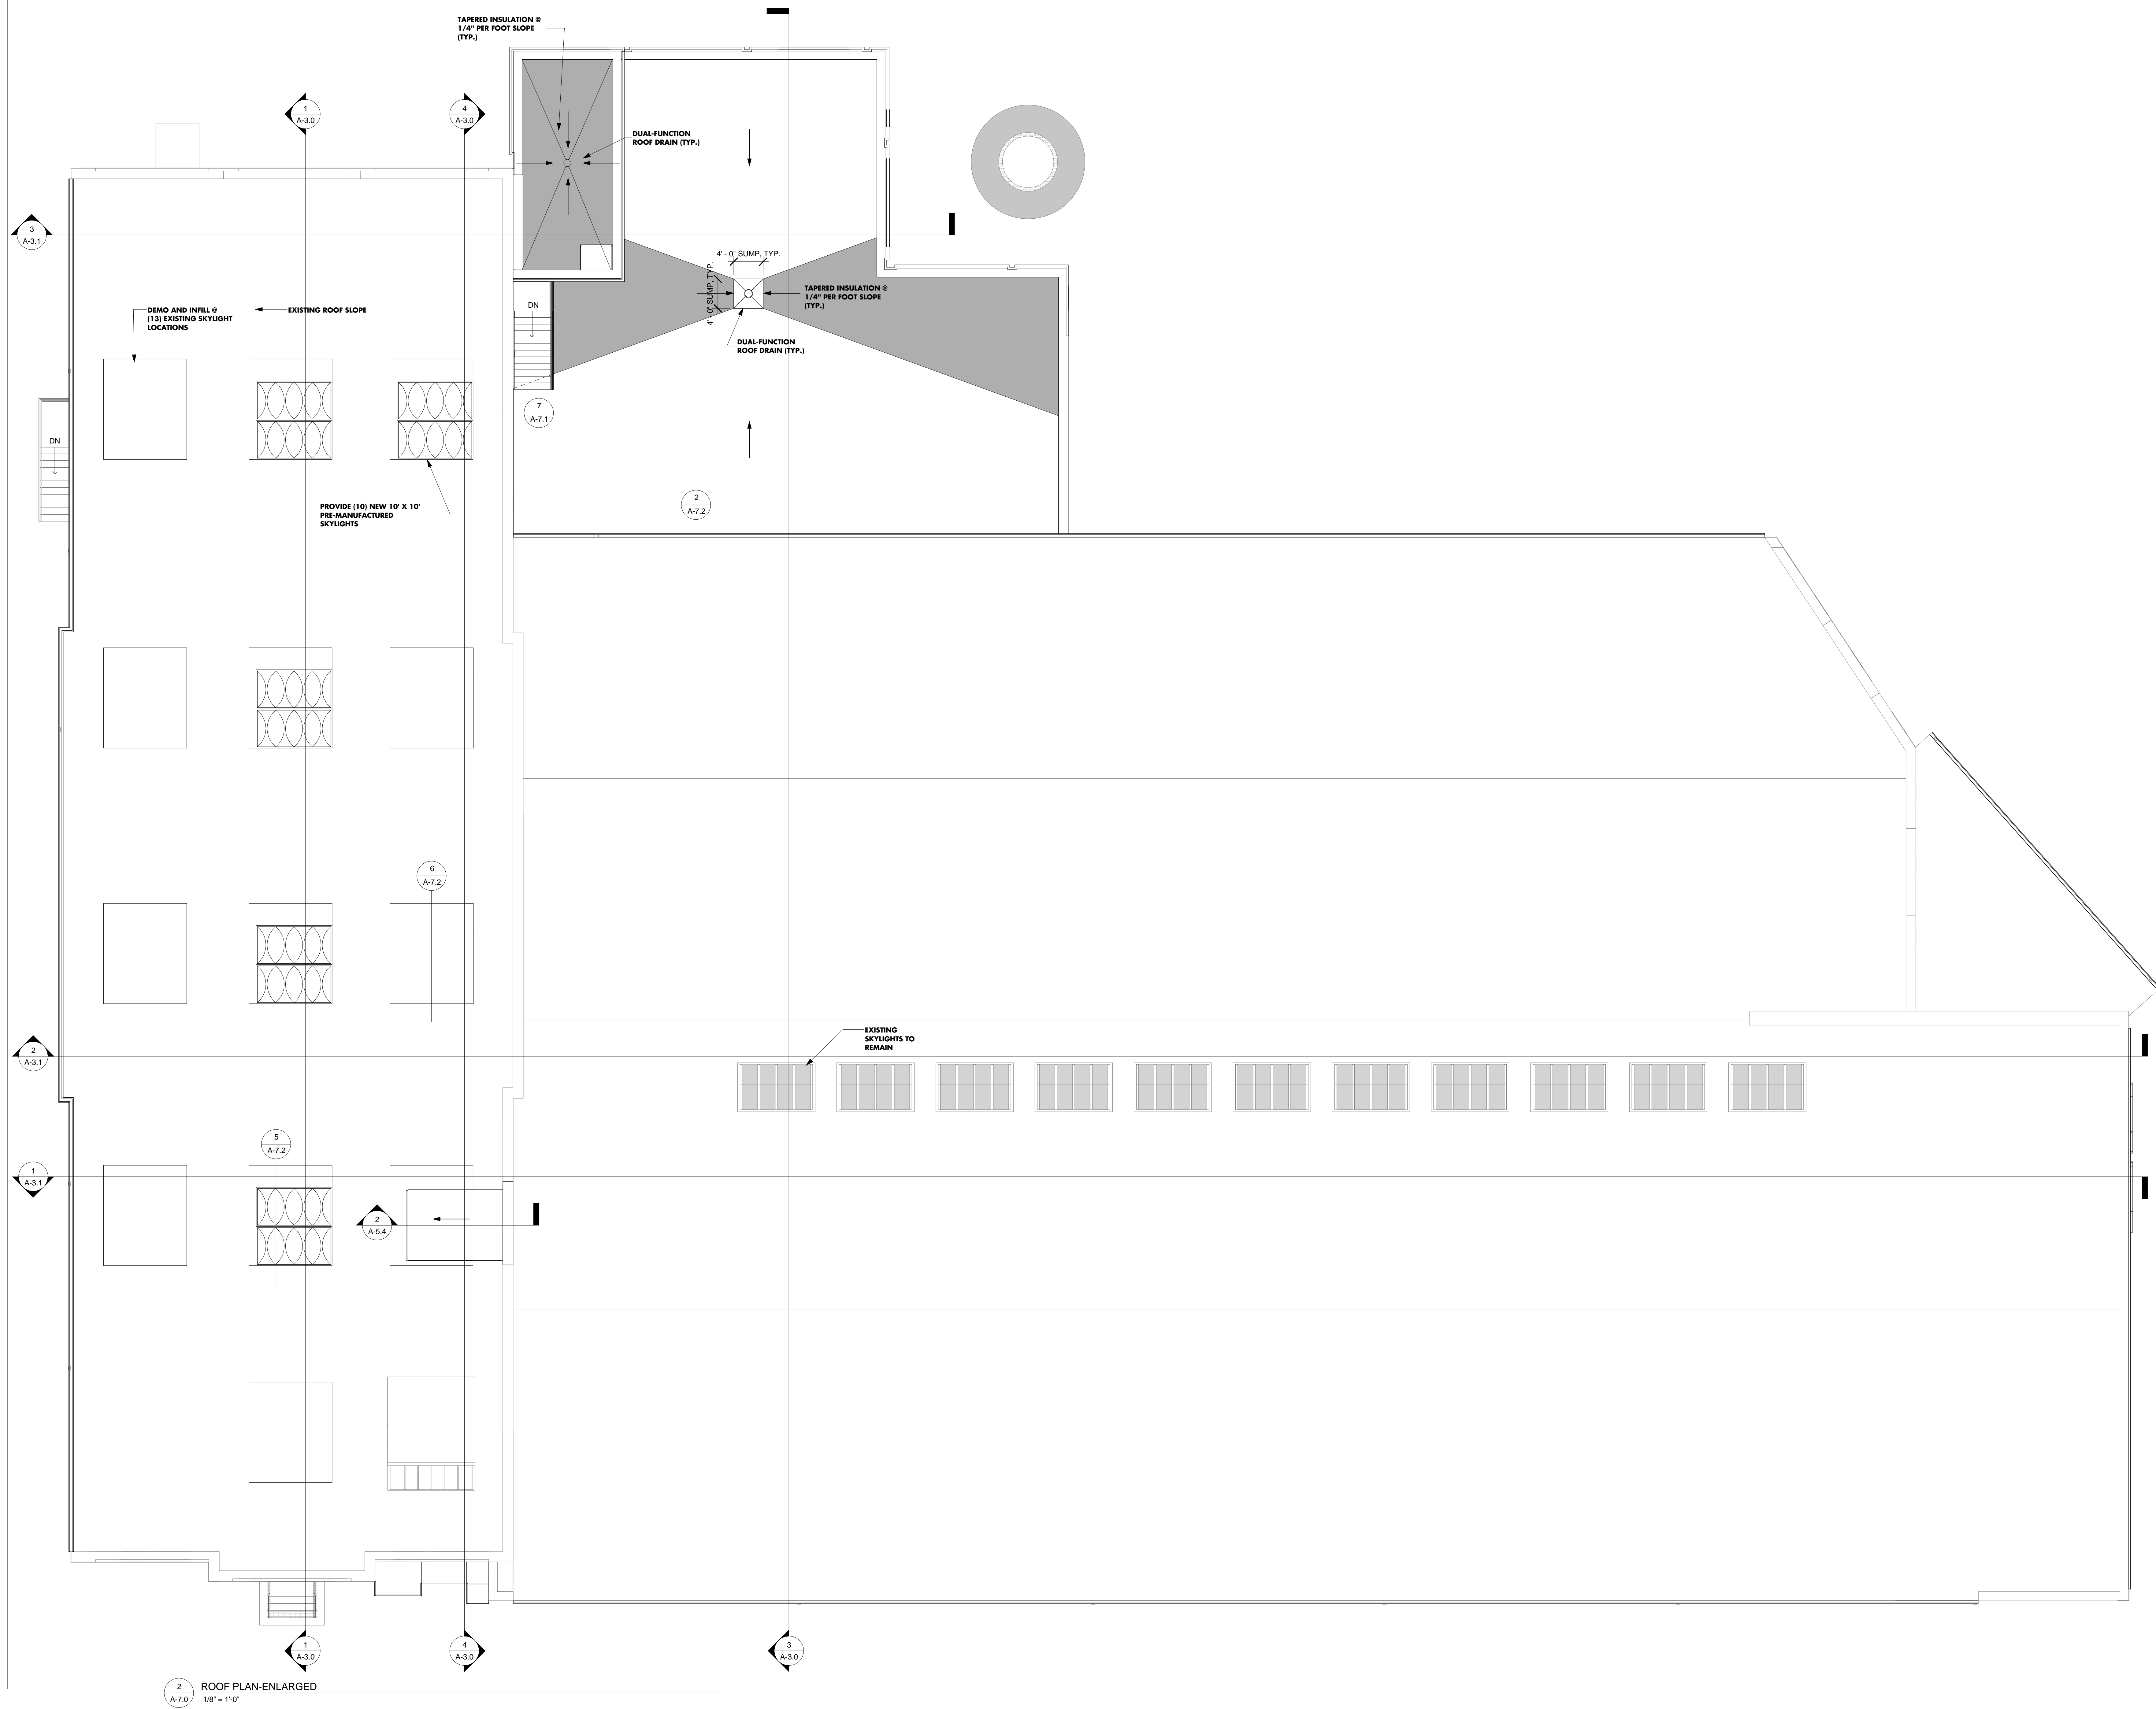 TAPERED INSULATION @
1/4" PER FOOT SLOPE
(TYP.)
1
A-3.0
4
A-3.0
DUAL-FUNCTION
ROOF DRAIN (TYP.)
3
A-3.1
4' - 0" SUMP, TYP.
4' - 0" SUMP, TYP.
TAPERED INSULATION @
1/4" PER FOOT SLOPE
(TYP.)
DN
DEMO AND INFILL @
(13) EXISTING SKYLIGHT
LOCATIONS
EXISTING ROOF SLOPE
DUAL-FUNCTION
ROOF DRAIN (TYP.)
7
A-7.1
DN
2
A-7.2
PROVIDE (10) NEW 10' X 10'
PRE-MANUFACTURED
SKYLIGHTS
6
A-7.2
EXISTING
SKYLIGHTS TO
REMAIN
2
A-3.1
5
A-7.2
1
A-3.1
2
A-5.4
1
A-3.0
4
A-3.0
3
A-3.0
2
A-7.0
ROOF PLAN-ENLARGED
1/8" = 1'-0"